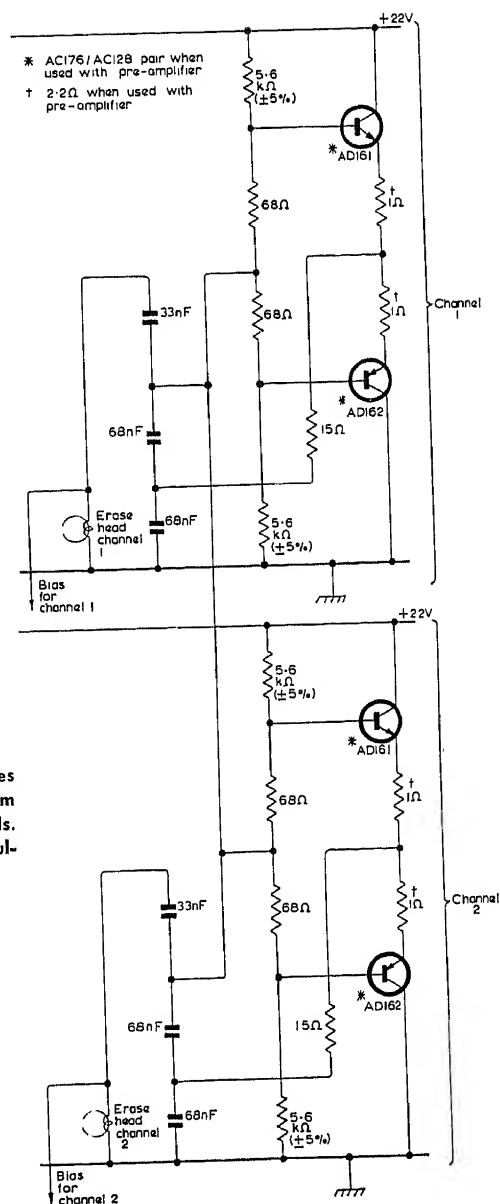 +22V
* AC176/AC128 pair when
used with pre-amplifier
† 2·2Ω when used with
pre-amplifier
5·6
kΩ
(±5%)
*
AD161
†
1Ω
68Ω
33nF
68Ω
†
1Ω
Channel
1
*
AD162
68nF
15Ω
Erase
head
channel
1
68nF
5·6
kΩ
(±5%)
Bias
for
channel 1
+22V
5·6
kΩ
(±5%)
*
AD161
es
m
ls.
ul-
68Ω
†
1Ω
33nF
68Ω
†
1Ω
Channel
2
*
AD162
68nF
15Ω
Erase
head
channel
2
68nF
5·6
kΩ
(±5%)
Bias
for
channel 2